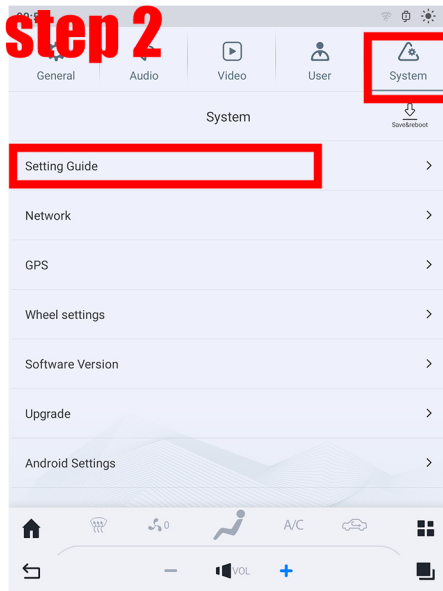 step 2
General Audio Video User System
System
Save&reboot
Setting Guide
Network
GPS
Wheel settings
Software Version
Upgrade
Android Settings
0 A/C
VOL